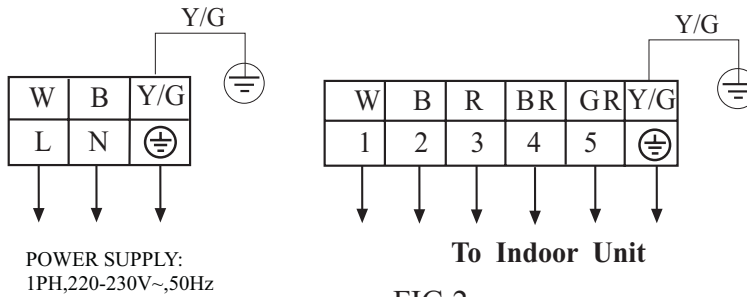 Y/G
W B Y/G
L N
POWER SUPPLY:
1PH,220-230V~,50Hz
Y/G
W B R BR GR Y/G
1 2 3 4 5
To Indoor Unit